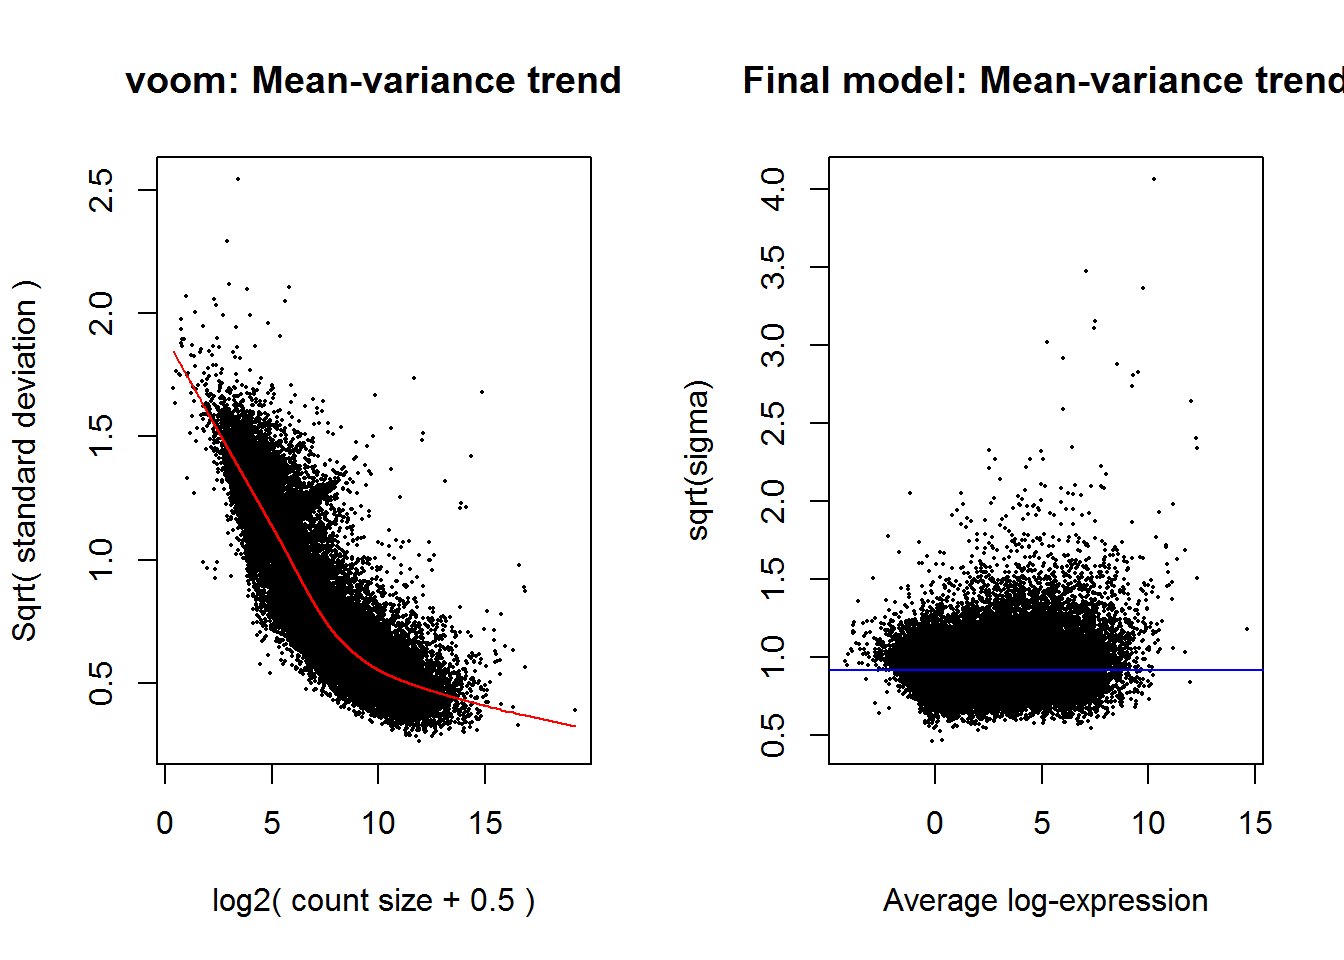 voom: Mean-variance trend
Sqrt( standard deviation )
2.5
2.0
1.5
1.0
0.5
0 5 10 15
log2( count size + 0.5 )
Final model: Mean-variance trend
sqrt(sigma)
4.0
3.5
3.0
2.5
2.0
1.5
1.0
0.5
0 5 10 15
Average log-expression